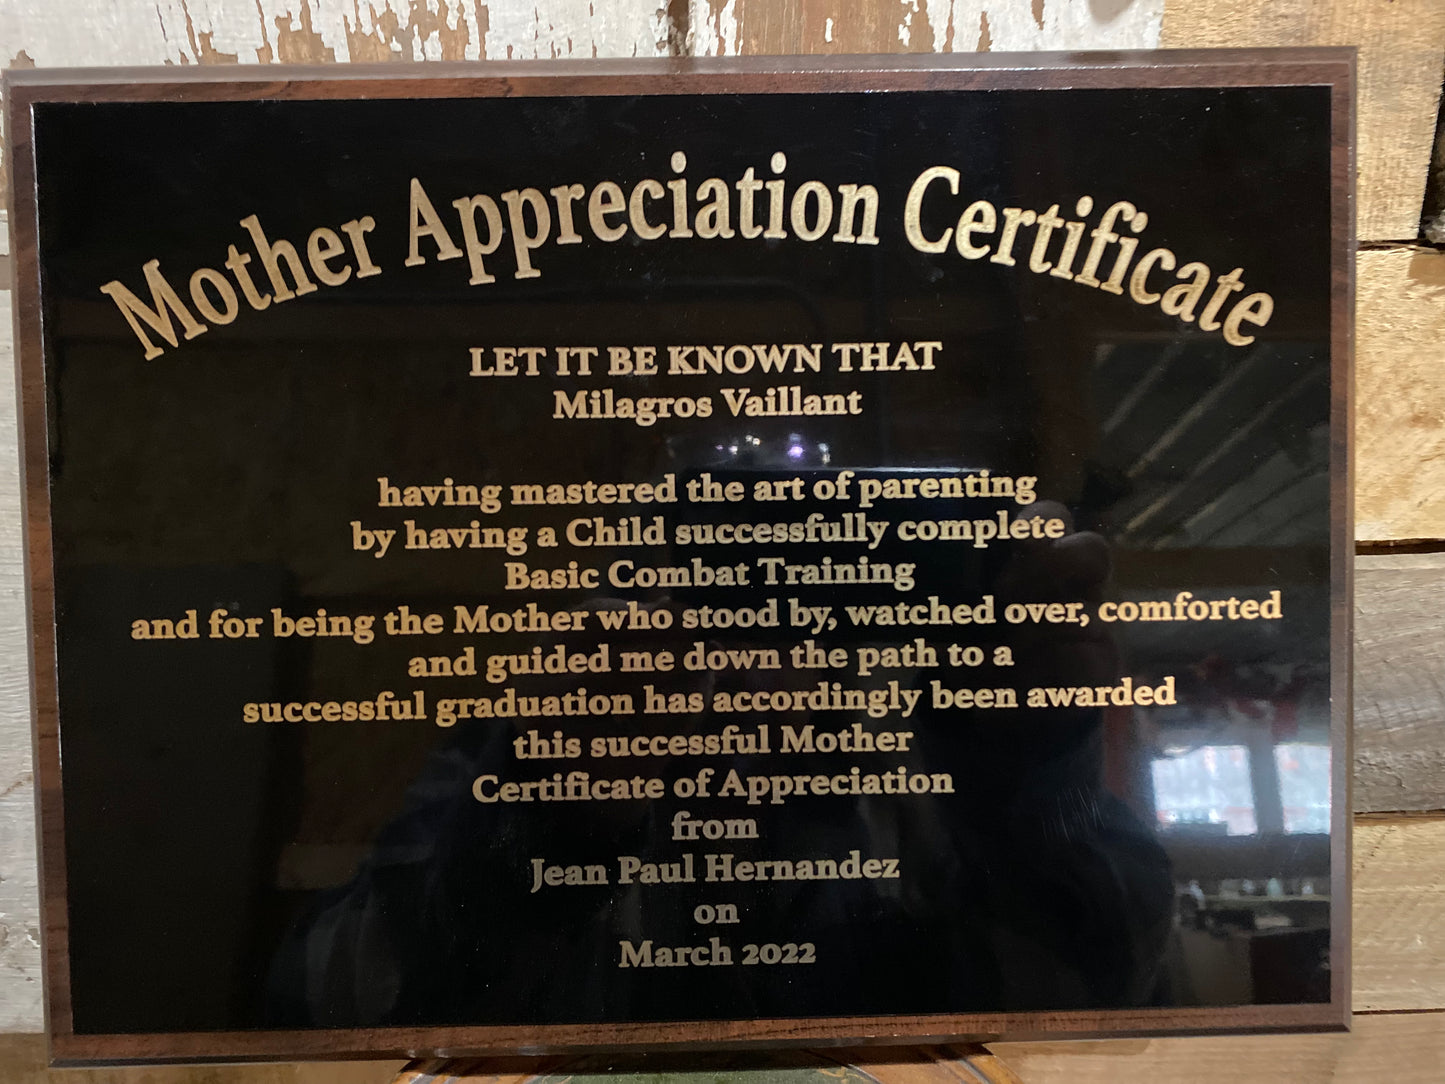 Mother Appreciation Certificate
LET IT BE KNOWN THAT
Milagros Vaillant
having mastered the art of parenting
by having a Child successfully complete
Basic Combat Training
and for being the Mother who stood by, watched over, comforted
and guided me down the path to a
successful graduation has accordingly been awarded
this successful Mother
Certificate of Appreciation
from
Jean Paul Hernandez
on
March 2022